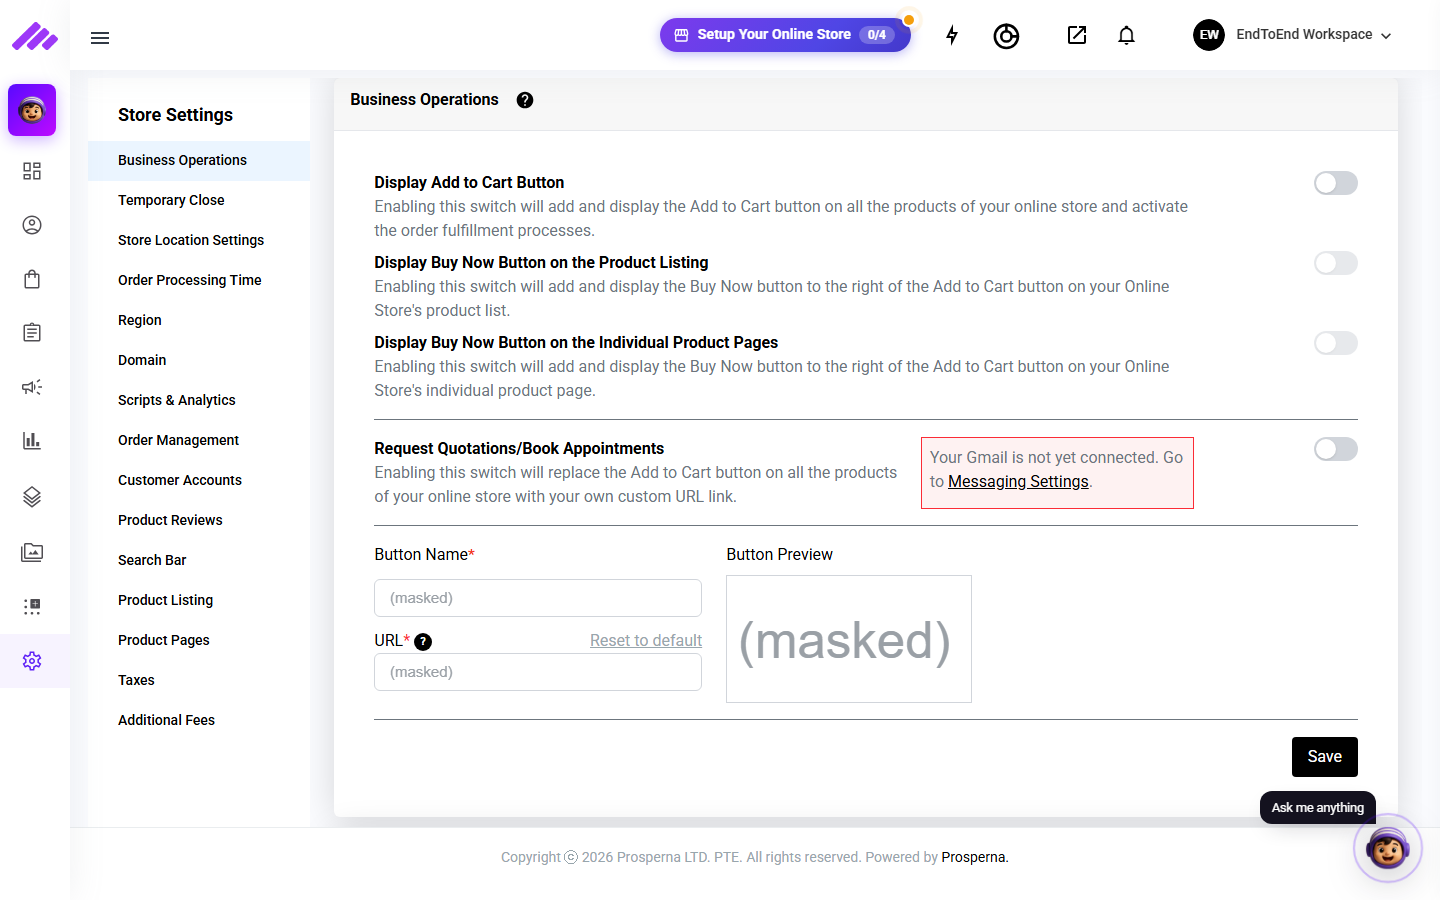 Setup Your Online Store 0/4
EW EndToEnd Workspace
Store Settings
Business Operations
Temporary Close
Store Location Settings
Order Processing Time
Region
Domain
Scripts & Analytics
Order Management
Customer Accounts
Product Reviews
Search Bar
Product Listing
Product Pages
Taxes
Additional Fees
Business Operations ?
Display Add to Cart Button
Enabling this switch will add and display the Add to Cart button on all the products of your online store and activate
the order fulfillment processes.
Display Buy Now Button on the Product Listing
Enabling this switch will add and display the Buy Now button to the right of the Add to Cart button on your Online
Store's product list.
Display Buy Now Button on the Individual Product Pages
Enabling this switch will add and display the Buy Now button to the right of the Add to Cart button on your Online
Store's individual product page.
Request Quotations/Book Appointments
Enabling this switch will replace the Add to Cart button on all the products
of your online store with your own custom URL link.
Your Gmail is not yet connected. Go
to Messaging Settings.
Button Name*
(masked)
URL* ? Reset to default
(masked)
Button Preview
(masked)
Save
Ask me anything
Copyright © 2026 Prosperna LTD. PTE. All rights reserved. Powered by Prosperna.